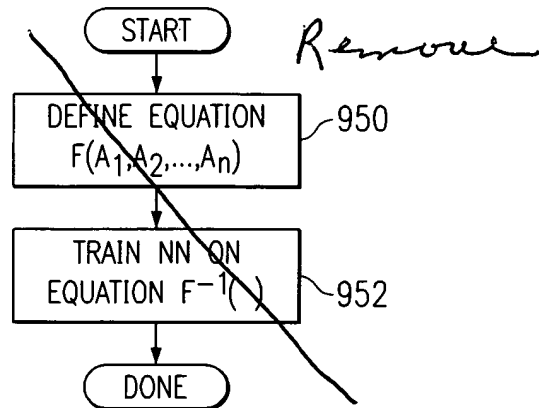 START
Remove
DEFINE EQUATION
F(A₁,A₂,...,Aₙ)
950
TRAIN NN ON
EQUATION F⁻¹( )
952
DONE